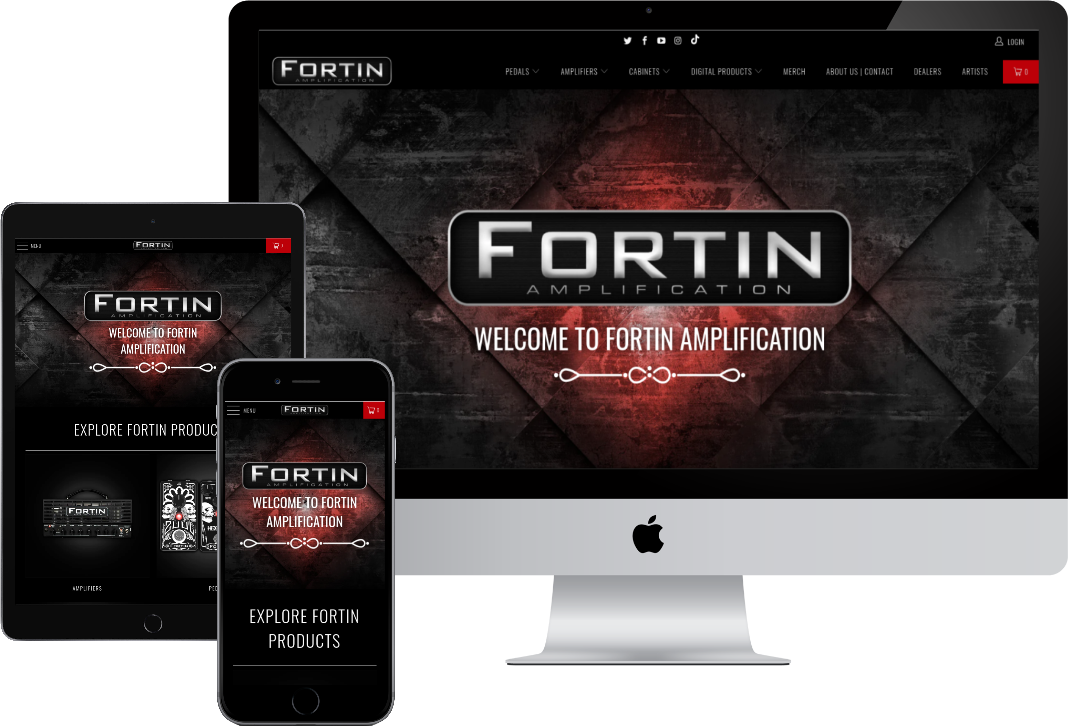 LOGIN
FORTIN
AMPLIFICATION
PEDALS
AMPLIFIERS
CABINETS
DIGITAL PRODUCTS
MERCH
ABOUT US | CONTACT
DEALERS
ARTISTS
0
FORTIN
AMPLIFICATION
WELCOME TO FORTIN AMPLIFICATION
MENU
FORTIN
FORTIN
AMPLIFICATION
WELCOME TO FORTIN
AMPLIFICATION
EXPLORE FORTIN PRODUC
FORTIN
AMPLIFIERS
MENU
FORTIN
0
FORTIN
AMPLIFICATION
WELCOME TO FORTIN
AMPLIFICATION
EXPLORE FORTIN
PRODUCTS